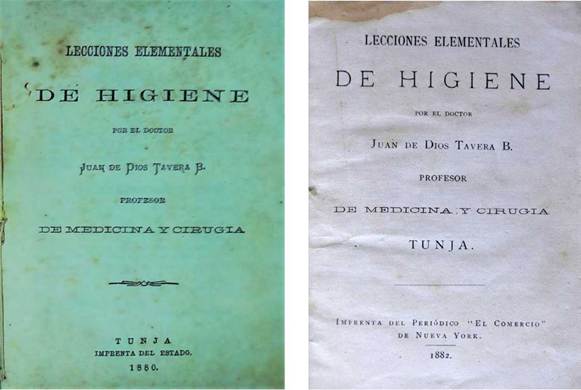 LECCIONES ELEMENTALES
DE HIGIENE
POR EL DOCTOR
JUAN DE DIOS TAVERA B.
PROFESOR
DE MEDICINA Y CIRUGIA
TUNJA
IMPRENTA DEL ESTADO.
1880.
LECCIONES ELEMENTALES
DE HIGIENE
POR EL DOCTOR
JUAN DE DIOS TAVERA B.
PROFESOR
DE MEDICINA Y CIRUGIA
TUNJA.
IMPRENTA DEL PERIÓDICO "EL COMERCIO"
DE NUEVA YORK.
1882.